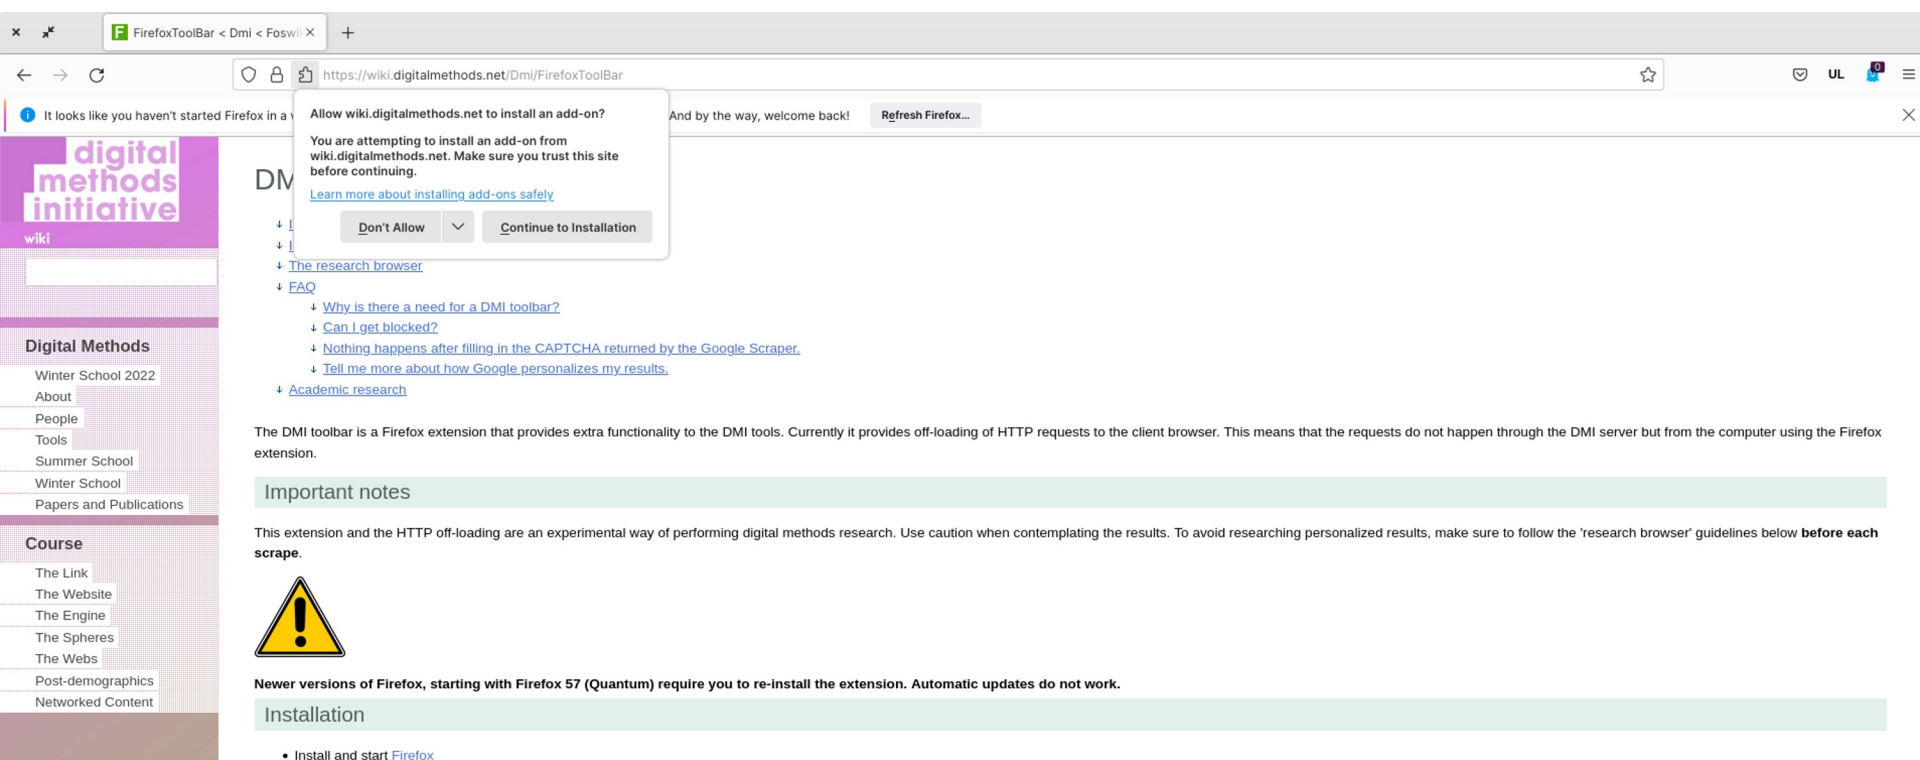 FirefoxToolBar < Dmi < Foswi
https://wiki.digitalmethods.net/Dmi/FirefoxToolBar
UL
0
It looks like you haven't started Firefox in a
And by the way, welcome back!
Refresh Firefox...
Allow wiki.digitalmethods.net to install an add-on?
You are attempting to install an add-on from
wiki.digitalmethods.net. Make sure you trust this site
before continuing.
Learn more about installing add-ons safely
Don't Allow
Continue to Installation
digital
methods
initiative
wiki
Digital Methods
Winter School 2022
About
People
Tools
Summer School
Winter School
Papers and Publications
Course
The Link
The Website
The Engine
The Spheres
The Webs
Post-demographics
Networked Content
The research browser
FAQ
Why is there a need for a DMI toolbar?
Can I get blocked?
Nothing happens after filling in the CAPTCHA returned by the Google Scraper.
Tell me more about how Google personalizes my results.
Academic research
The DMI toolbar is a Firefox extension that provides extra functionality to the DMI tools. Currently it provides off-loading of HTTP requests to the client browser. This means that the requests do not happen through the DMI server but from the computer using the Firefox
extension.
Important notes
This extension and the HTTP off-loading are an experimental way of performing digital methods research. Use caution when contemplating the results. To avoid researching personalized results, make sure to follow the 'research browser' guidelines below before each
scrape.
Newer versions of Firefox, starting with Firefox 57 (Quantum) require you to re-install the extension. Automatic updates do not work.
Installation
• Install and start Firefox